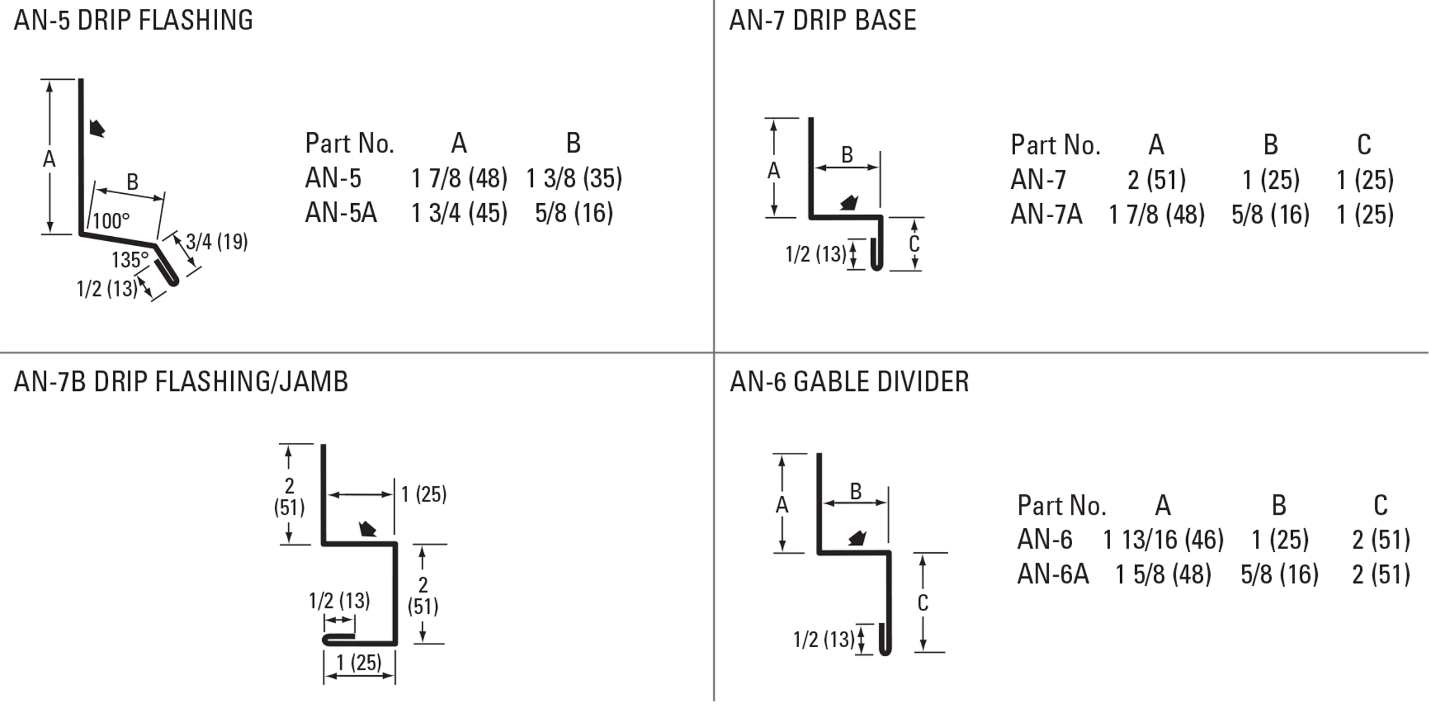 AN-5 DRIP FLASHING
A
B
100°
135°
3/4 (19)
1/2 (13)
Part No. A B
AN-5 1 7/8 (48) 1 3/8 (35)
AN-5A 1 3/4 (45) 5/8 (16)
AN-7 DRIP BASE
A
B
C
1/2 (13)
Part No. A B C
AN-7 2 (51) 1 (25) 1 (25)
AN-7A 1 7/8 (48) 5/8 (16) 1 (25)
AN-7B DRIP FLASHING/JAMB
2
(51)
1 (25)
2
(51)
1/2 (13)
1 (25)
AN-6 GABLE DIVIDER
A
B
C
1/2 (13)
Part No. A B C
AN-6 1 13/16 (46) 1 (25) 2 (51)
AN-6A 1 5/8 (48) 5/8 (16) 2 (51)